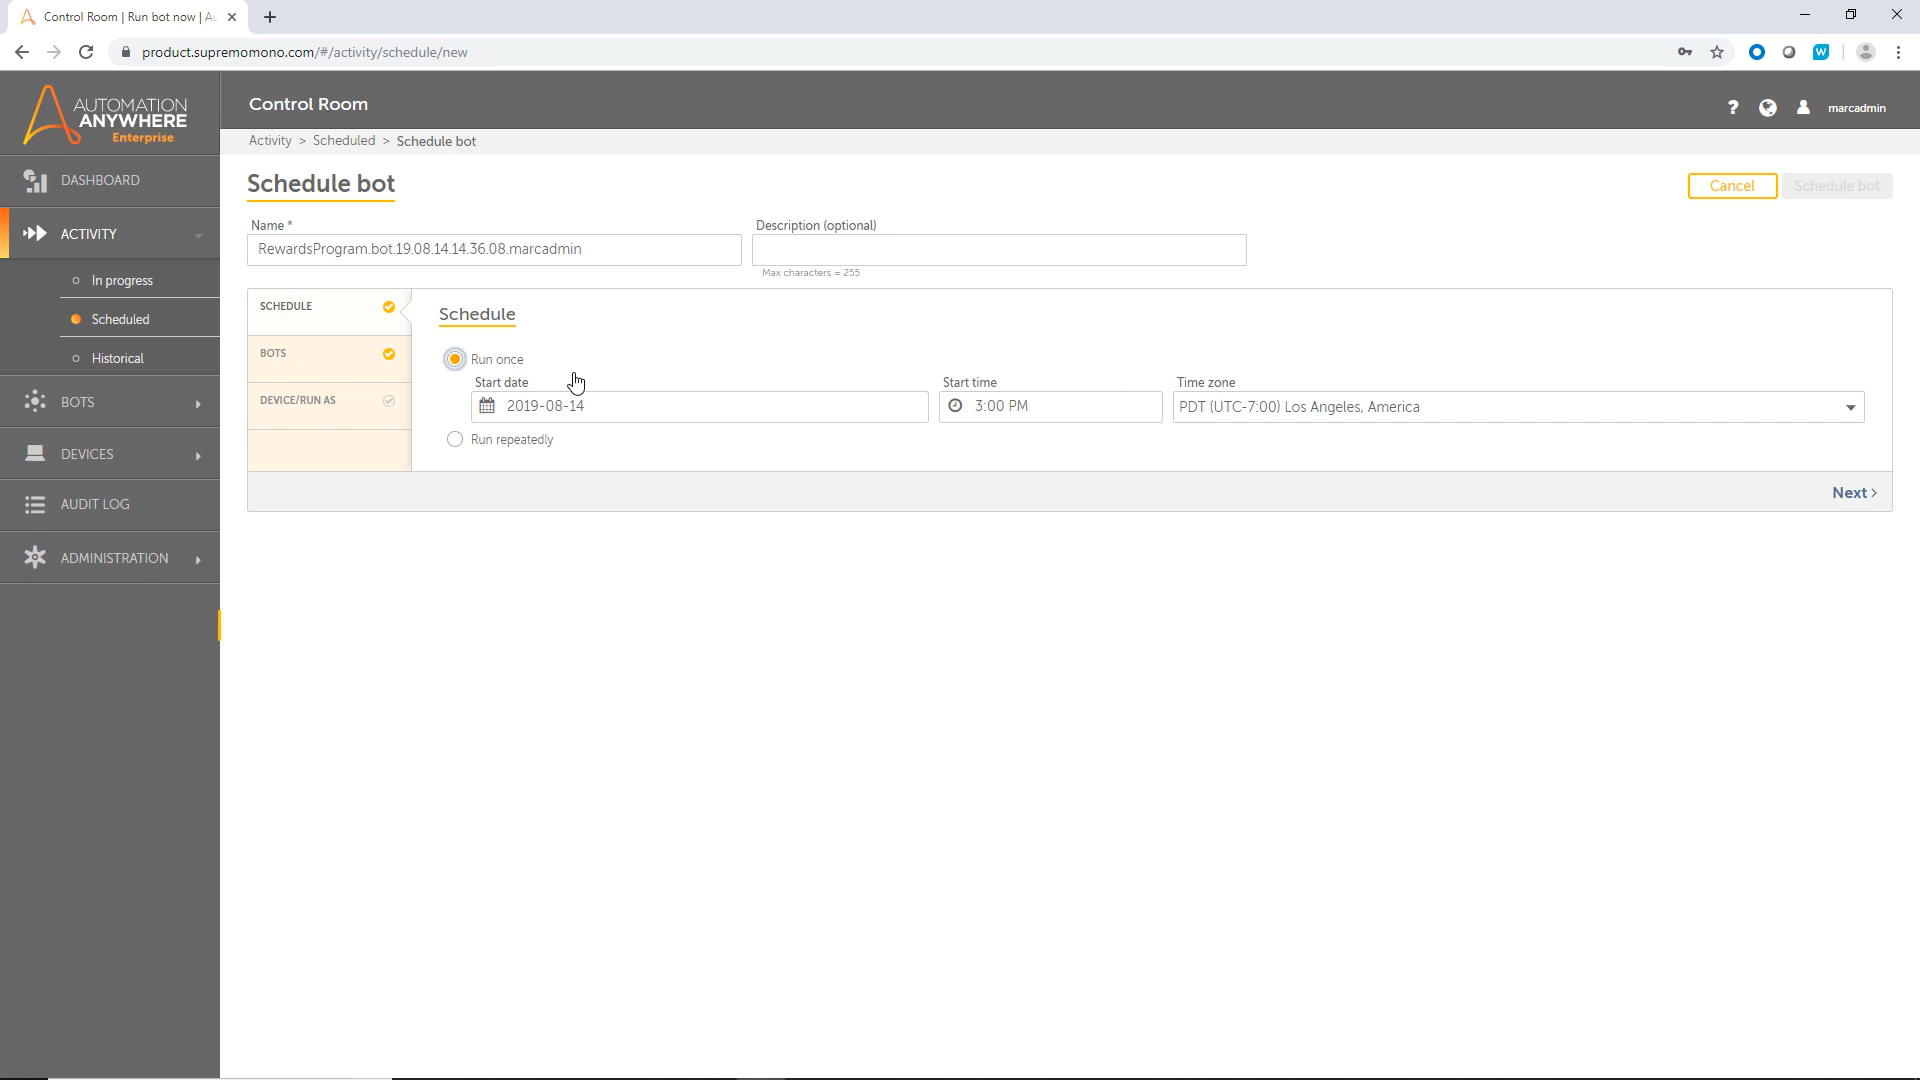 Control Room | Run bot now | Au
product.supremomono.com/#/activity/schedule/new
W
AUTOMATION
ANYWHERE
Enterprise
Control Room
? marcadmin
Activity > Scheduled > Schedule bot
DASHBOARD
ACTIVITY
In progress
Scheduled
Historical
BOTS
DEVICES
AUDIT LOG
ADMINISTRATION
Schedule bot
Cancel
Schedule bot
Name *
RewardsProgram.bot.19.08.14.14.36.08.marcadmin
Description (optional)
Max characters = 255
SCHEDULE
BOTS
DEVICE/RUN AS
Schedule
Run once
Start date
2019-08-14
Start time
3:00 PM
Time zone
PDT (UTC-7:00) Los Angeles, America
Run repeatedly
Next >